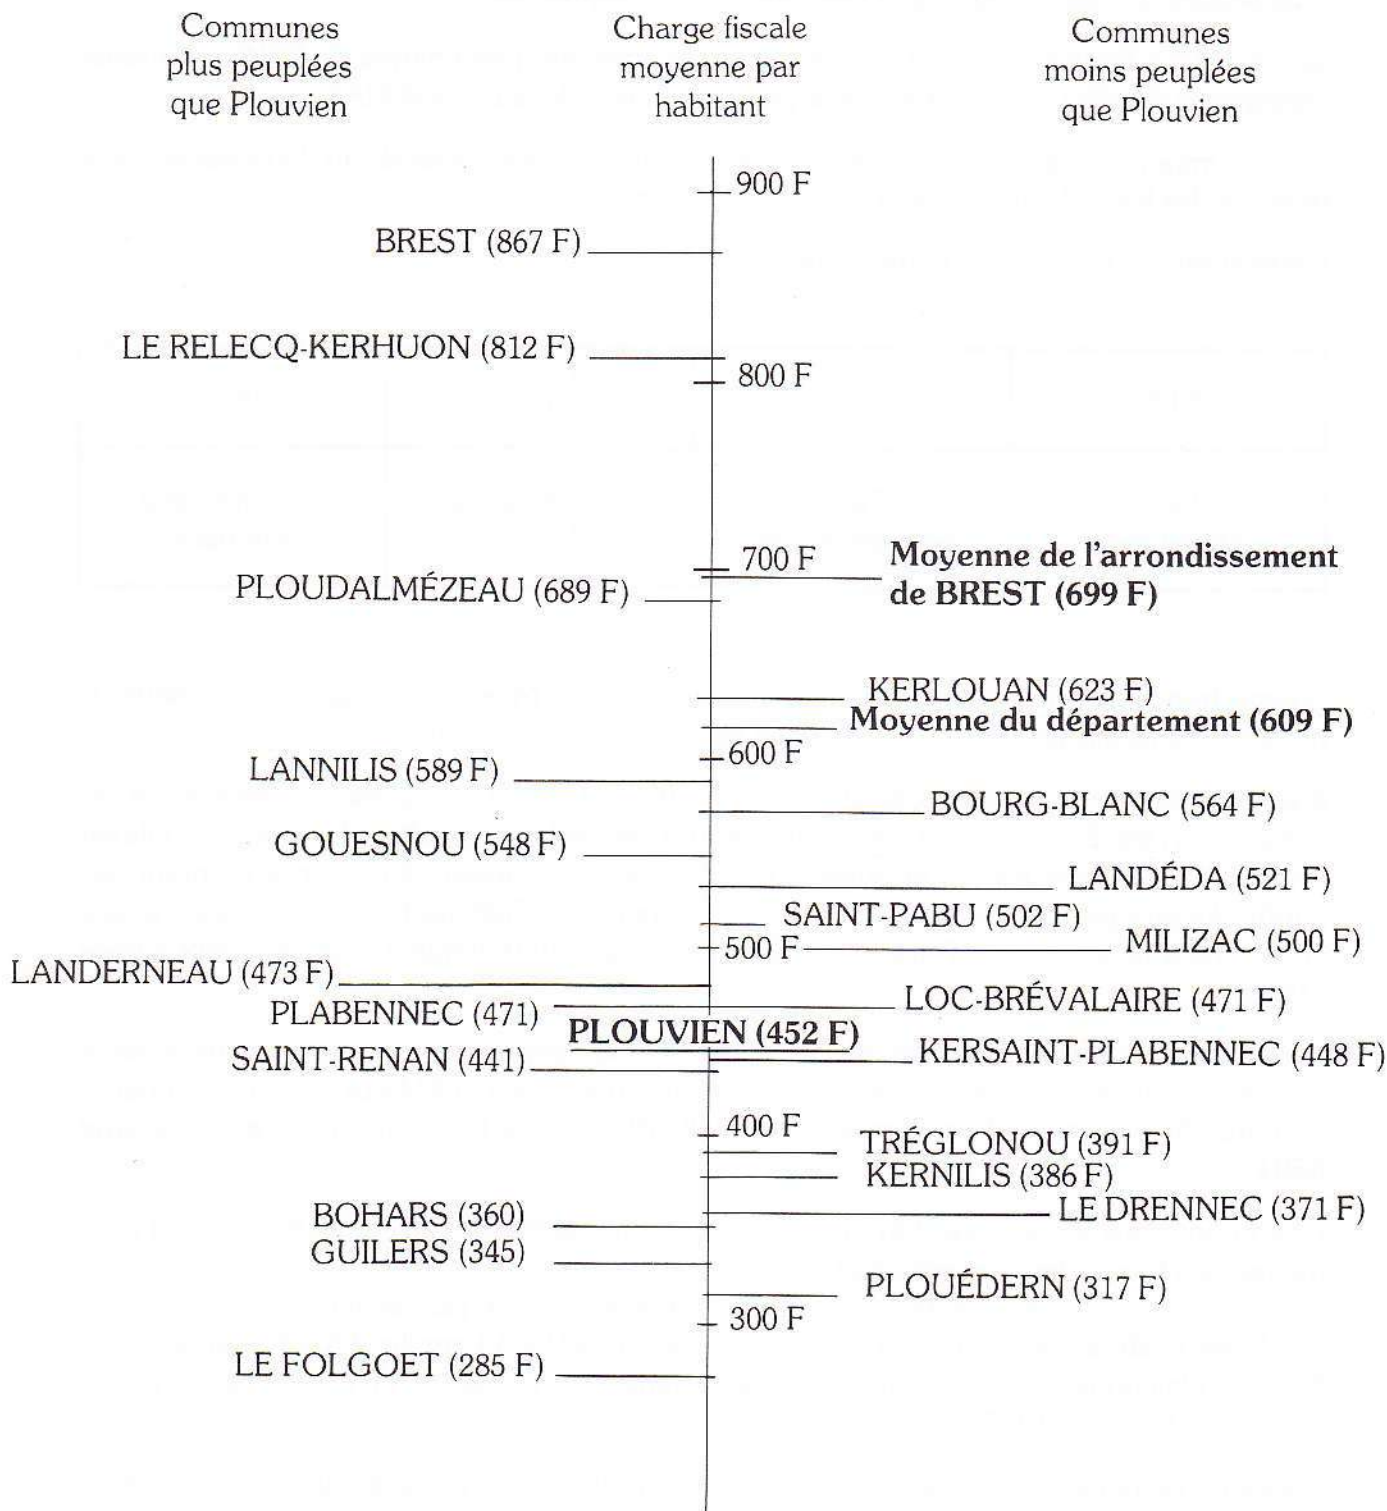 Communes
plus peuplées
que Plouvien
Charge fiscale
moyenne par
habitant
Communes
moins peuplées
que Plouvien
900 F
BREST (867 F)
LE RELECQ-KERHUON (812 F)
800 F
700 F
Moyenne de l'arrondissement
de BREST (699 F)
PLOUDALMÉZEAU (689 F)
KERLOUAN (623 F)
Moyenne du département (609 F)
600 F
LANNILIS (589 F)
BOURG-BLANC (564 F)
GOUESNOU (548 F)
LANDÉDA (521 F)
SAINT-PABU (502 F)
500 F
MILIZAC (500 F)
LANDERNEAU (473 F)
PLABENNEC (471)
LOC-BRÉVALAIRE (471 F)
PLOUVIEN (452 F)
SAINT-RENAN (441)
KERSAINT-PLABENNEC (448 F)
400 F
TRÉGLONOU (391 F)
KERNILIS (386 F)
LE DRENNEC (371 F)
BOHARS (360)
GUILERS (345)
PLOUÉDERN (317 F)
300 F
LE FOLGOET (285 F)